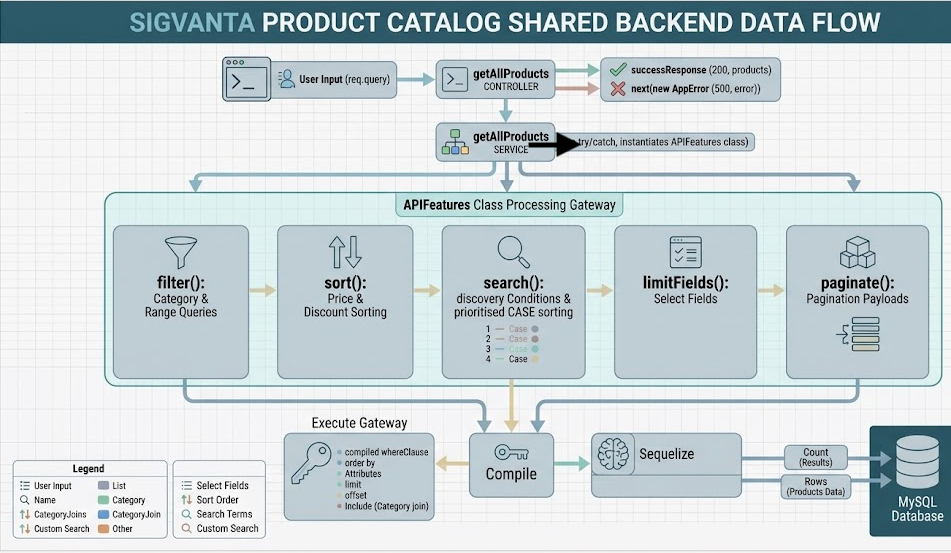 SIGVANTA PRODUCT CATALOG SHARED BACKEND DATA FLOW
User Input (req.query)
getAllProducts
CONTROLLER
successResponse (200, products)
next(new AppError (500, error))
getAllProducts
SERVICE
try/catch, instantiates APIFeatures class)
APIFeatures Class Processing Gateway
filter():
Category &
Range Queries
sort():
Price &
Discount Sorting
search():
discovery Conditions &
prioritised CASE sorting
1 — Case
2 — Case
3 — Case
4 — Case
limitFields():
Select Fields
paginate():
Pagination Payloads
Execute Gateway
compiled whereClause
order by
Attributes
limit
offset
Include (Category join)
Compile
Sequelize
Count
(Results)
Rows
(Products Data)
MySQL
Database
Legend
User Input
List
Name
Category
CategoryJoins
CategoryJoin
Custom Search
Other
Select Fields
Sort Order
Search Terms
Custom Search